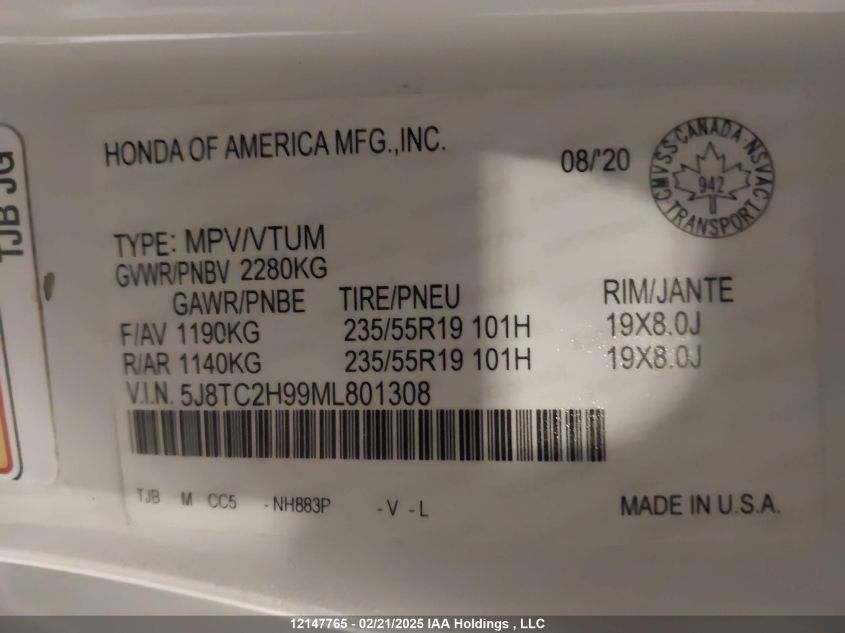 TJB JG
HONDA OF AMERICA MFG.,INC.
08/'20
CMVSS·CANADA·NSVAC
942
TRANSPORT
TYPE: MPV/VTUM
GVWR/PNBV 2280KG
GAWR/PNBE TIRE/PNEU RIM/JANTE
F/AV 1190KG 235/55R19 101H 19X8.0J
R/AR 1140KG 235/55R19 101H 19X8.0J
V.I.N. 5J8TC2H99ML801308
TJB M CC5 - NH883P - V - L
MADE IN U.S.A.
12147765 - 02/21/2025 IAA Holdings , LLC